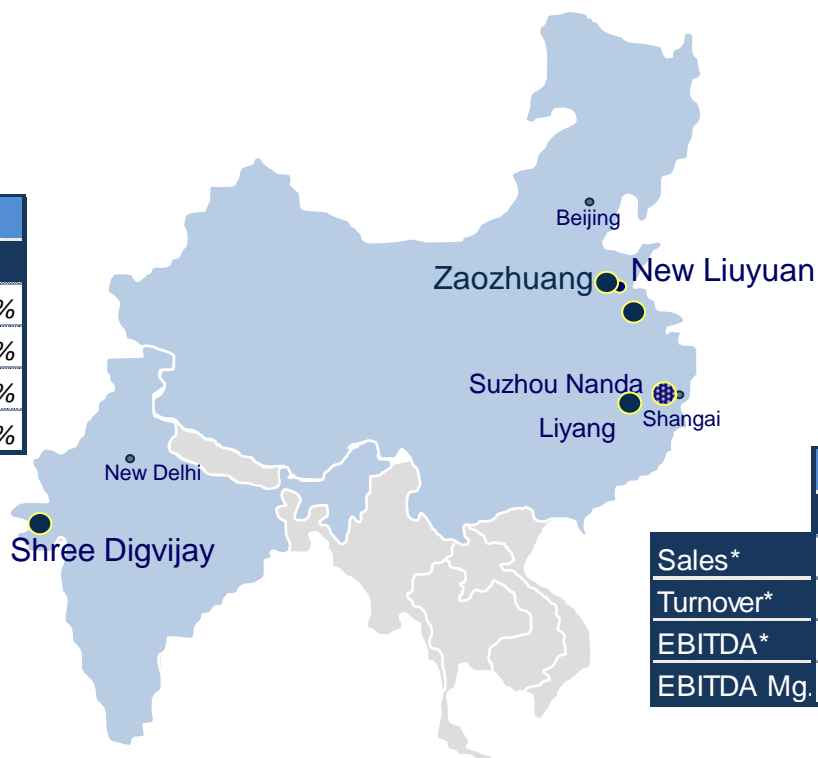 Beijing
Zaozhuang
New Liuyuan
%
%
%
%
Suzhou Nanda
Liyang
Shangai
New Delhi
Shree Digvijay
Sales*
Turnover*
EBITDA*
EBITDA Mg.